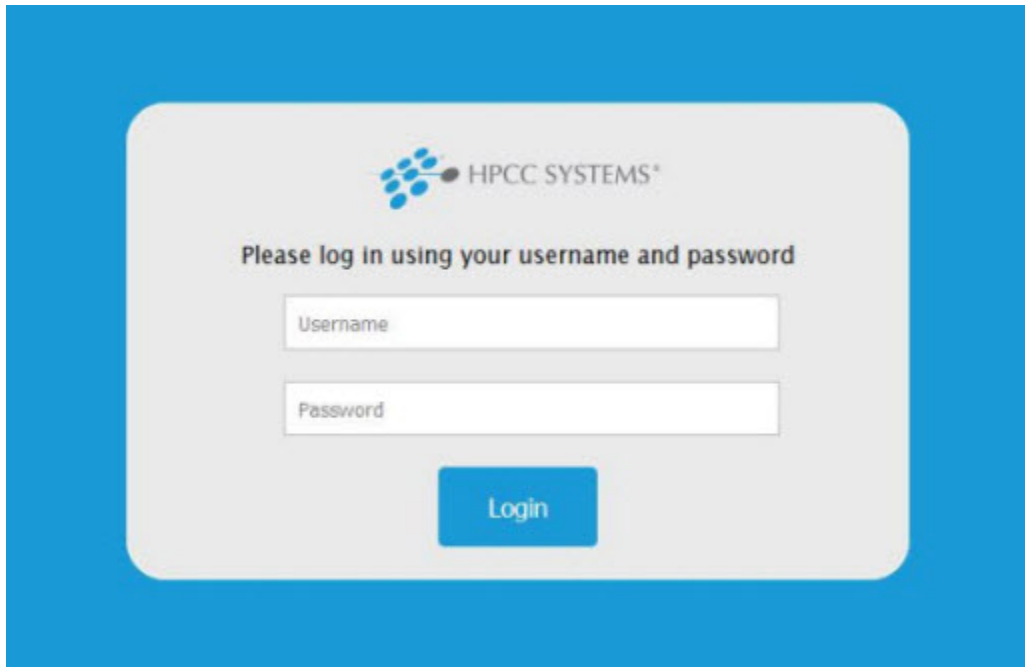 HPCC SYSTEMS®
Please log in using your username and password
Username
Password
Login